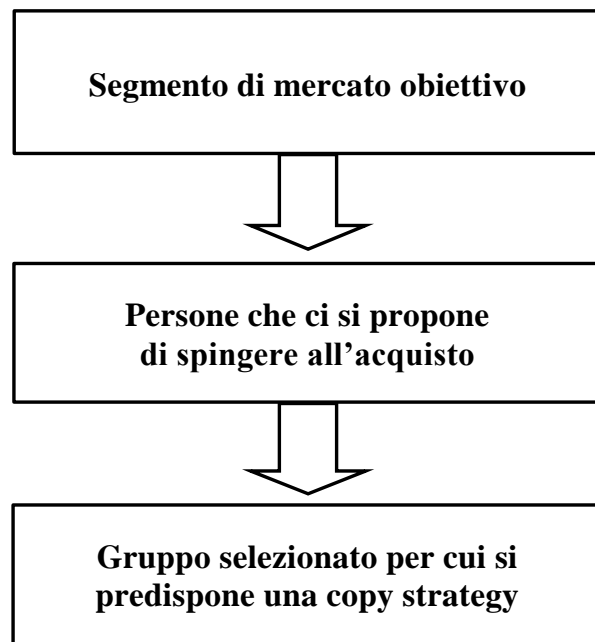 Segmento di mercato obiettivo
Persone che ci si propone
di spingere all’acquisto
Gruppo selezionato per cui si
predispone una copy strategy